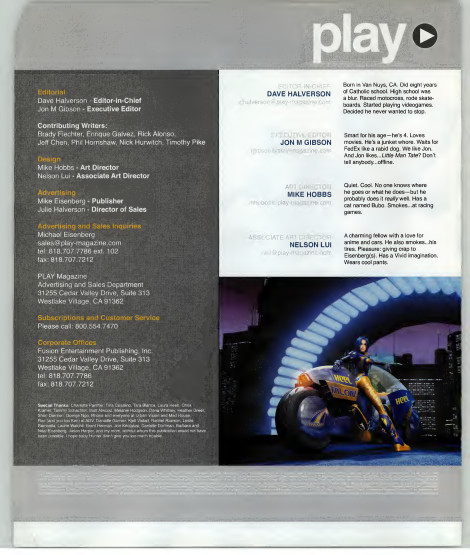 play
Editorial
Dave Halverson - Editor-in-Chief
Jon M Gibson - Executive Editor
Contributing Writers:
Brady Fiechter, Enrique Galvez, Rick Alonso,
Jeff Chen, Phil Hornshaw, Nick Hurwitch, Timothy Pike
Design
Mike Hobbs - Art Director
Nelson Lui - Associate Art Director
Advertising
Mike Eisenberg - Publisher
Julie Halverson - Director of Sales
Advertising and Sales Inquiries
Michael Eisenberg
sales@play-magazine.com
tel: 818.707.7786 ext. 102
fax: 818.707.7212
PLAY Magazine
Advertising and Sales Department
31255 Cedar Valley Drive, Suite 313
Westlake Village, CA 91362
Subscriptions and Customer Service
Please call: 800.554.7470
Corporate Offices
Fusion Entertainment Publishing, Inc.
31255 Cedar Valley Drive, Suite 313
Westlake Village, CA 91362
tel: 818.707.7786
fax: 818.707.7212
Special Thanks:
EDITOR-IN-CHIEF
DAVE HALVERSON
Born in Van Nuys, CA. Did eight years
of Catholic school. High school was
a blur. Raced motocross, rode skate-
boards. Started playing videogames.
Decided he never wanted to stop.
EXECUTIVE EDITOR
JON M GIBSON
Smart for his age—he's 4. Loves
movies. He's a junket whore. Waits for
FedEx like a rabid dog. We like Jon.
And Jon likes...Little Man Tate? Don't
tell anybody...offline.
ART DIRECTOR
MIKE HOBBS
Quiet. Cool. No one knows where
he goes or what he does—but he
probably does it really well. Has a
cat named Bubo. Smokes...at racing
games.
ASSOCIATE ART DIRECTOR
NELSON LUI
A charming fellow with a love for
anime and cars. He also smokes...his
tires. Pleasure: giving crap to
Eisenberg(s). Has a Vivid imagination.
Wears cool pants.